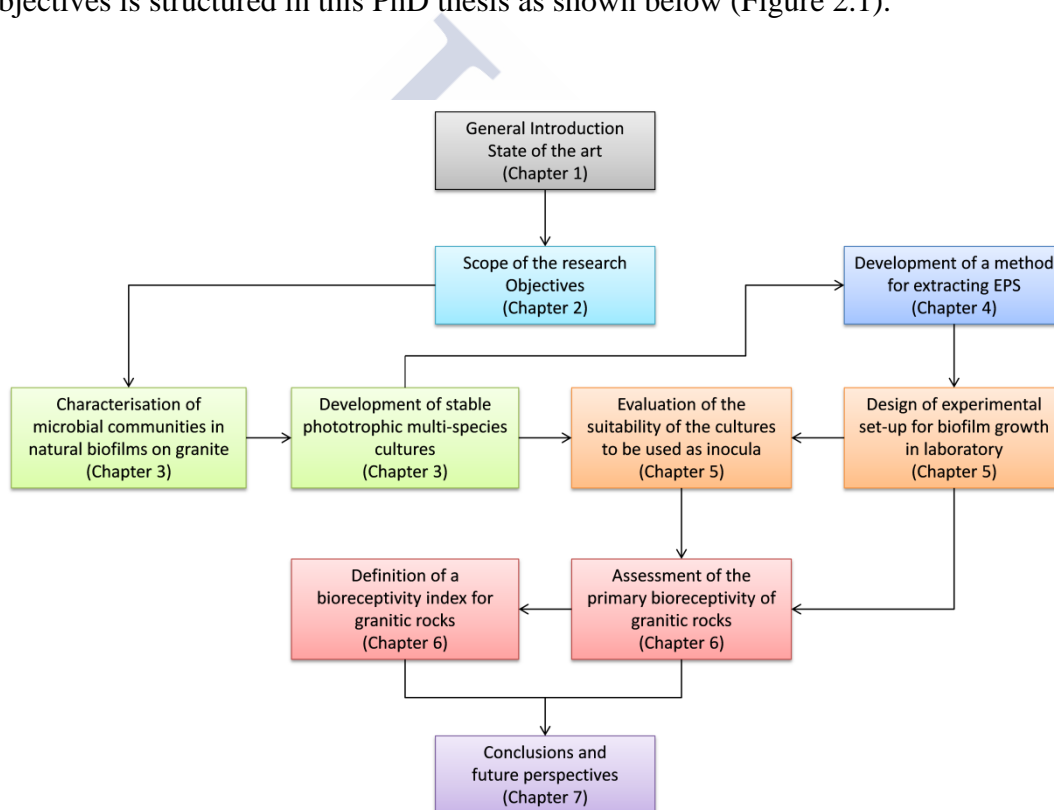 bjectives is structured in this PhD thesis as shown below (Figure 2.1).
General Introduction
State of the art
(Chapter 1)
Scope of the research
Objectives
(Chapter 2)
Development of a method
for extracting EPS
(Chapter 4)
Characterisation of
microbial communities in
natural biofilms on granite
(Chapter 3)
Development of stable
phototrophic multi-species
cultures
(Chapter 3)
Evaluation of the
suitability of the cultures
to be used as inocula
(Chapter 5)
Design of experimental
set-up for biofilm growth
in laboratory
(Chapter 5)
Definition of a
bioreceptivity index for
granitic rocks
(Chapter 6)
Assessment of the
primary bioreceptivity of
granitic rocks
(Chapter 6)
Conclusions and
future perspectives
(Chapter 7)